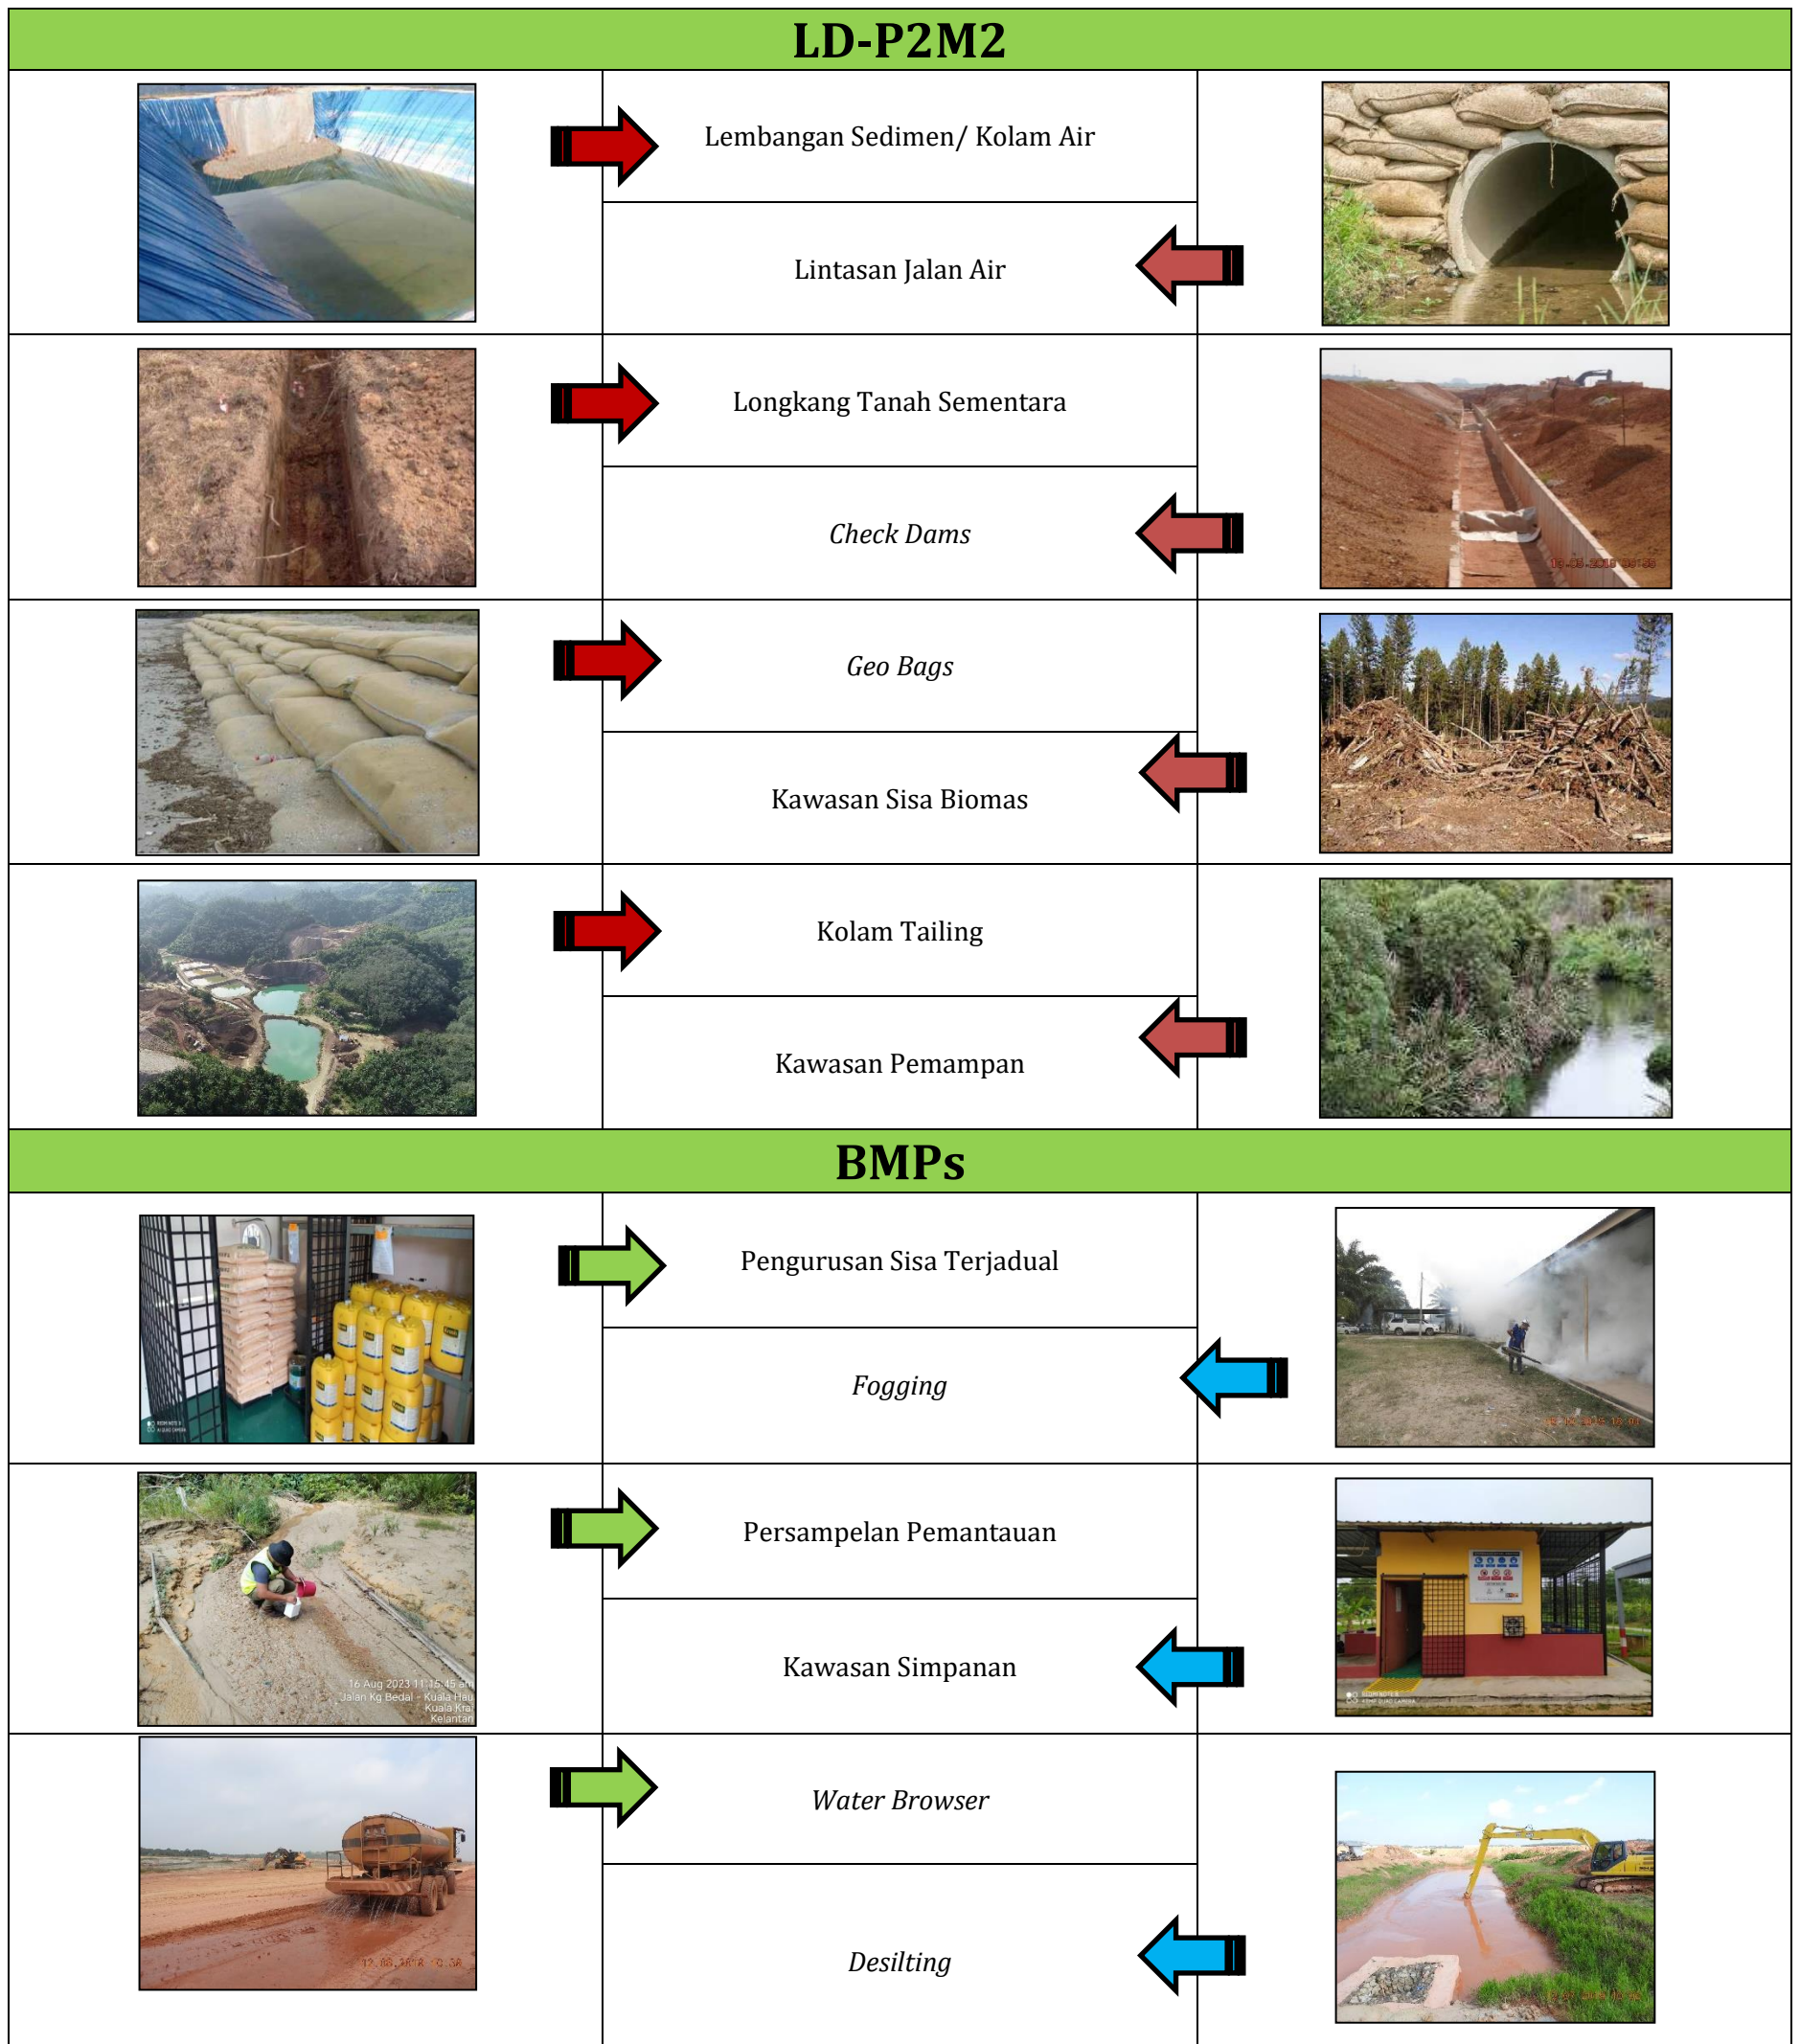 LD-P2M2
Lembangan Sedimen/ Kolam Air
Lintasan Jalan Air
Longkang Tanah Sementara
Check Dams
Geo Bags
Kawasan Sisa Biomas
Kolam Tailing
Kawasan Pemampan
BMPs
Pengurusan Sisa Terjadual
Fogging
Persampelan Pemantauan
16 Aug 2023 11:15:45 am
Jalan Kg Bedal - Kuala Hau
Kuala Krai
Kelantan
Kawasan Simpanan
Water Browser
Desilting